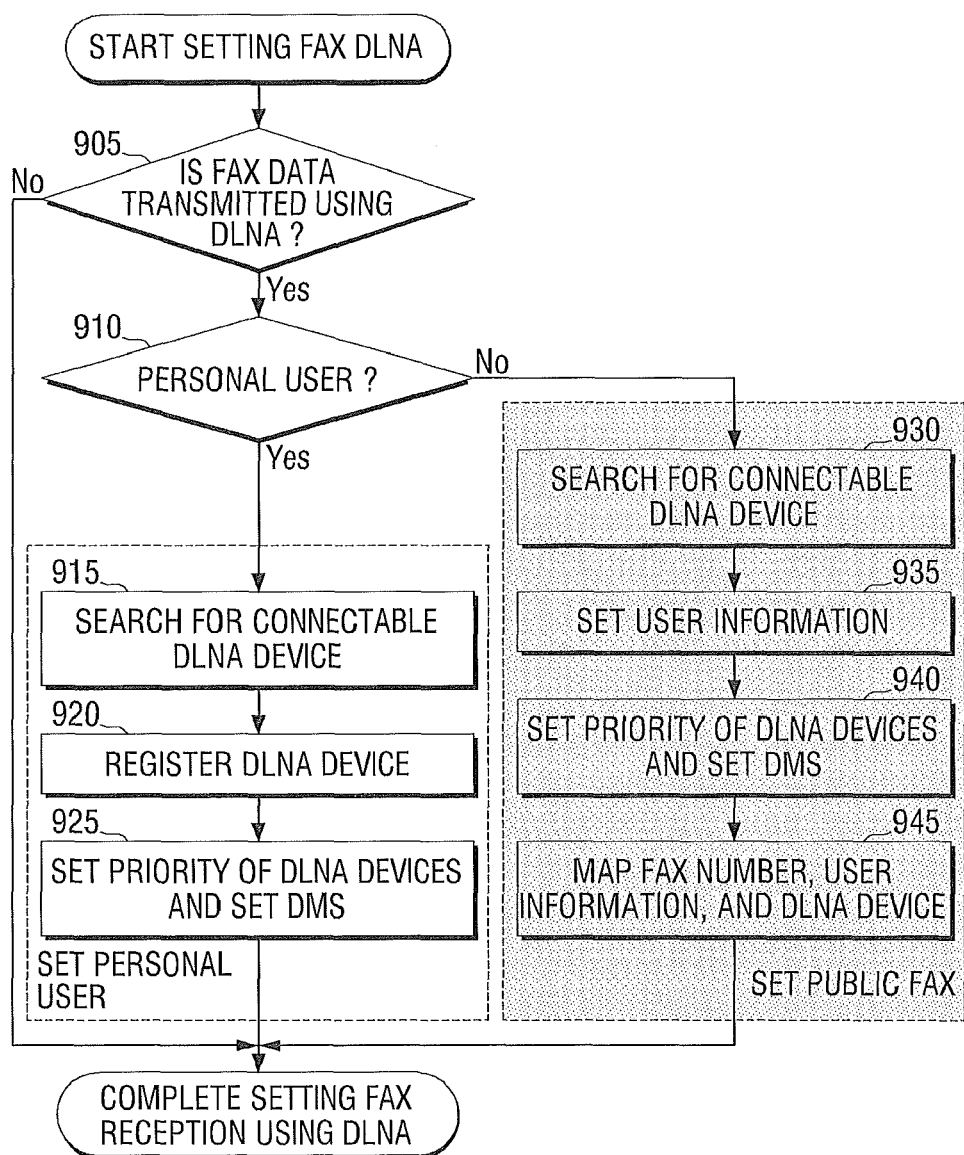 START SETTING FAX DLNA
905
No
IS FAX DATA
TRANSMITTED USING
DLNA ?
Yes
910
No
PERSONAL USER ?
Yes
915
SEARCH FOR CONNECTABLE
DLNA DEVICE
920
REGISTER DLNA DEVICE
925
SET PRIORITY OF DLNA DEVICES
AND SET DMS
SET PERSONAL
USER
930
SEARCH FOR CONNECTABLE
DLNA DEVICE
935
SET USER INFORMATION
940
SET PRIORITY OF DLNA DEVICES
AND SET DMS
945
MAP FAX NUMBER, USER
INFORMATION, AND DLNA DEVICE
SET PUBLIC FAX
COMPLETE SETTING FAX
RECEPTION USING DLNA